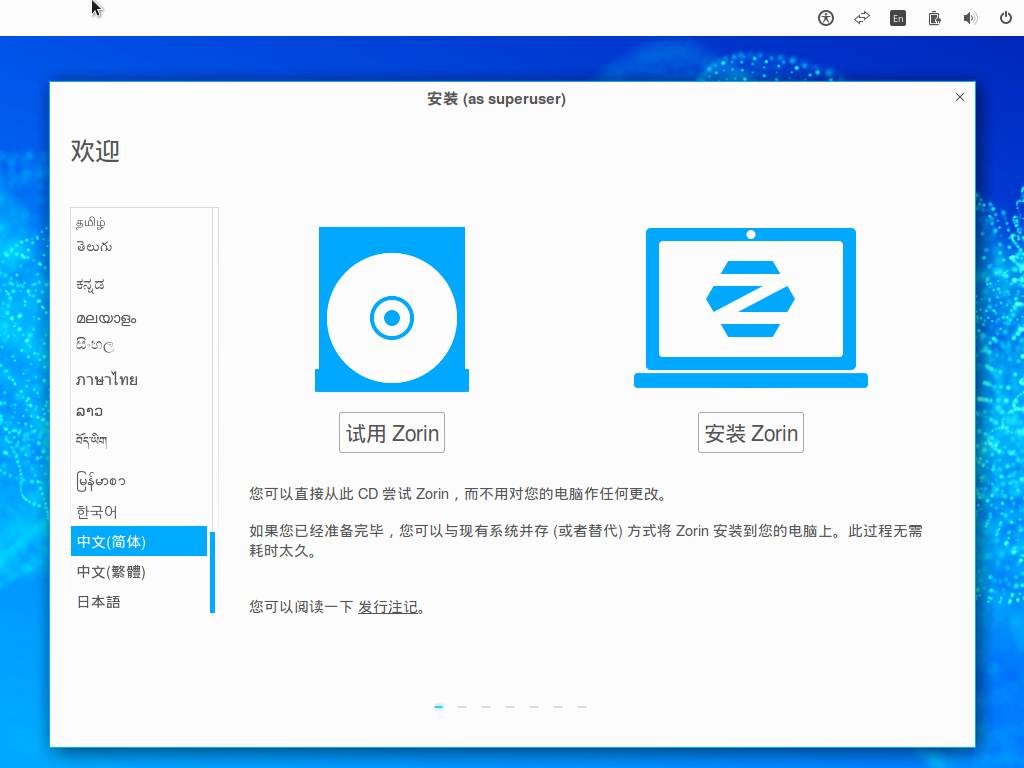 En
安装 (as superuser)
欢迎
தமிழ்
తెలుగు
ಕನ್ನಡ
മലയാളം
සිංහල
ภาษาไทย
ລາວ
བོད་ཡིག
မြန်မာစာ
한국어
中文(简体)
中文(繁體)
日本語
试用 Zorin
安装 Zorin
您可以直接从此 CD 尝试 Zorin，而不用对您的电脑作任何更改。
如果您已经准备完毕，您可以与现有系统并存 (或者替代) 方式将 Zorin 安装到您的电脑上。此过程无需
耗时太久。
您可以阅读一下 发行注记。